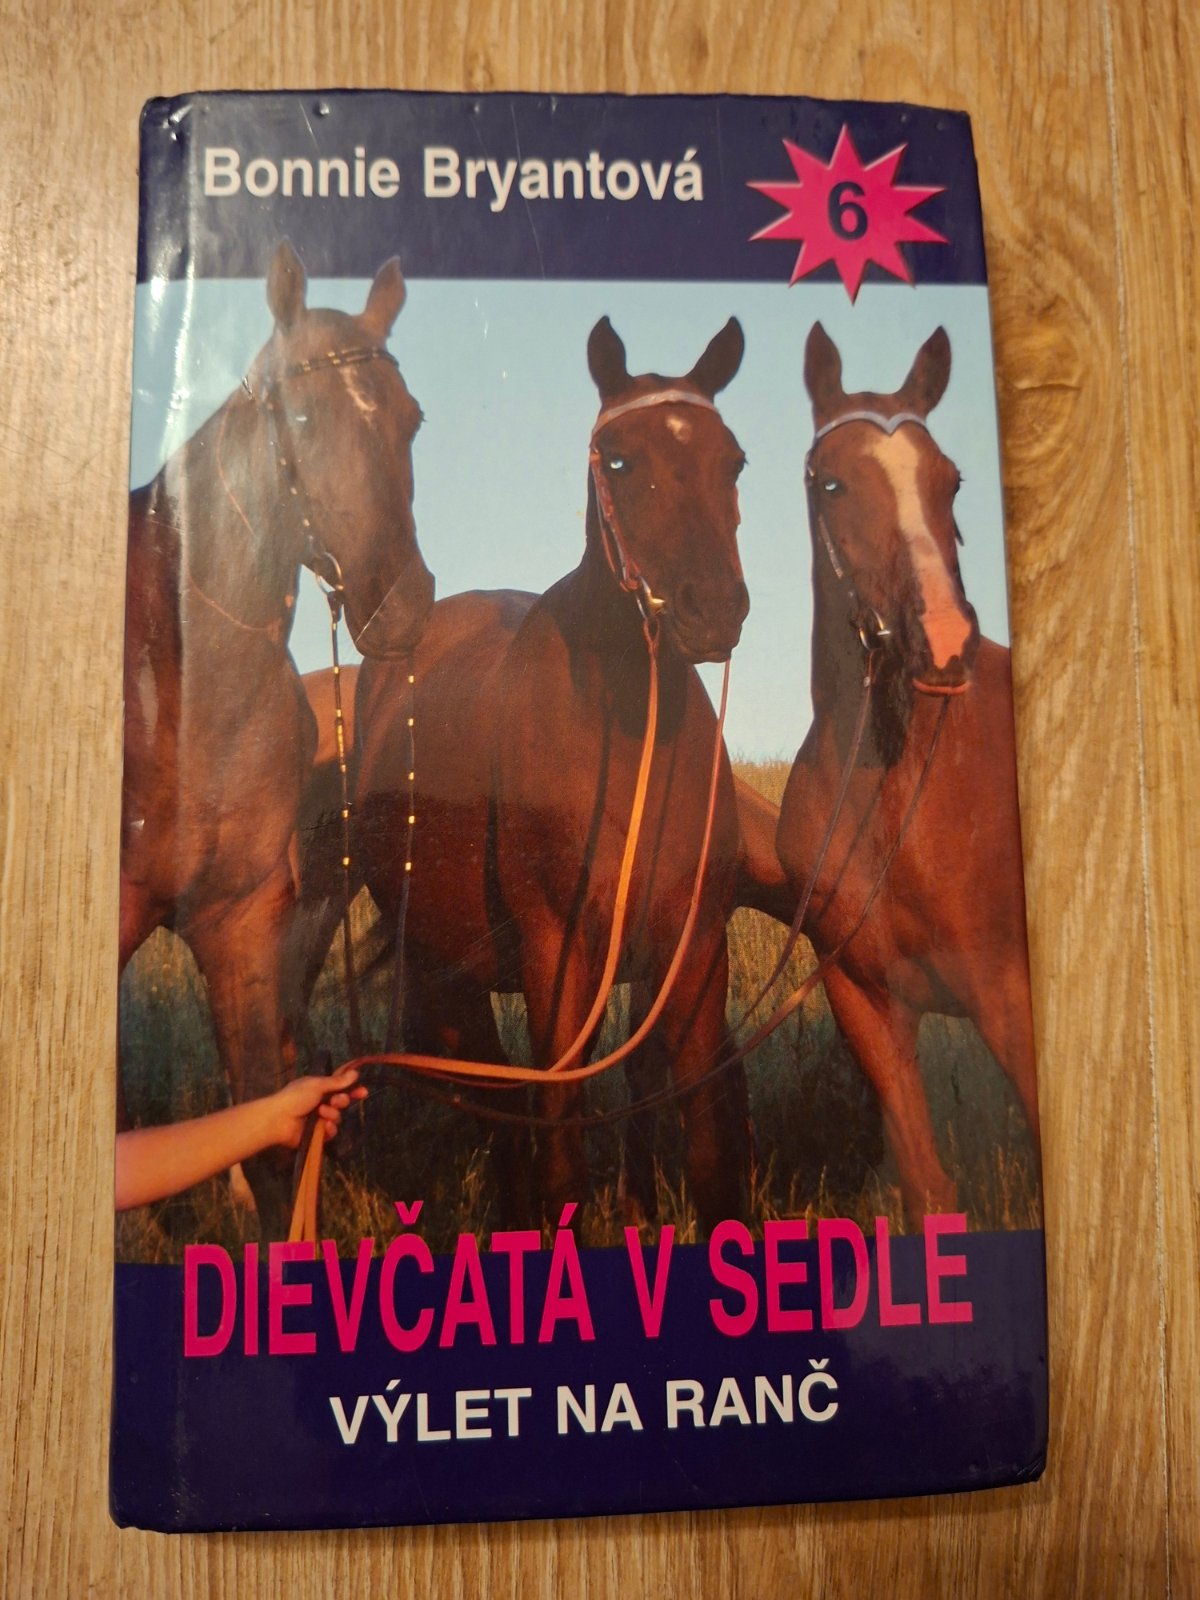 Bonnie Bryantová
6
DIEVČATÁ V SEDLE
VÝLET NA RANČ